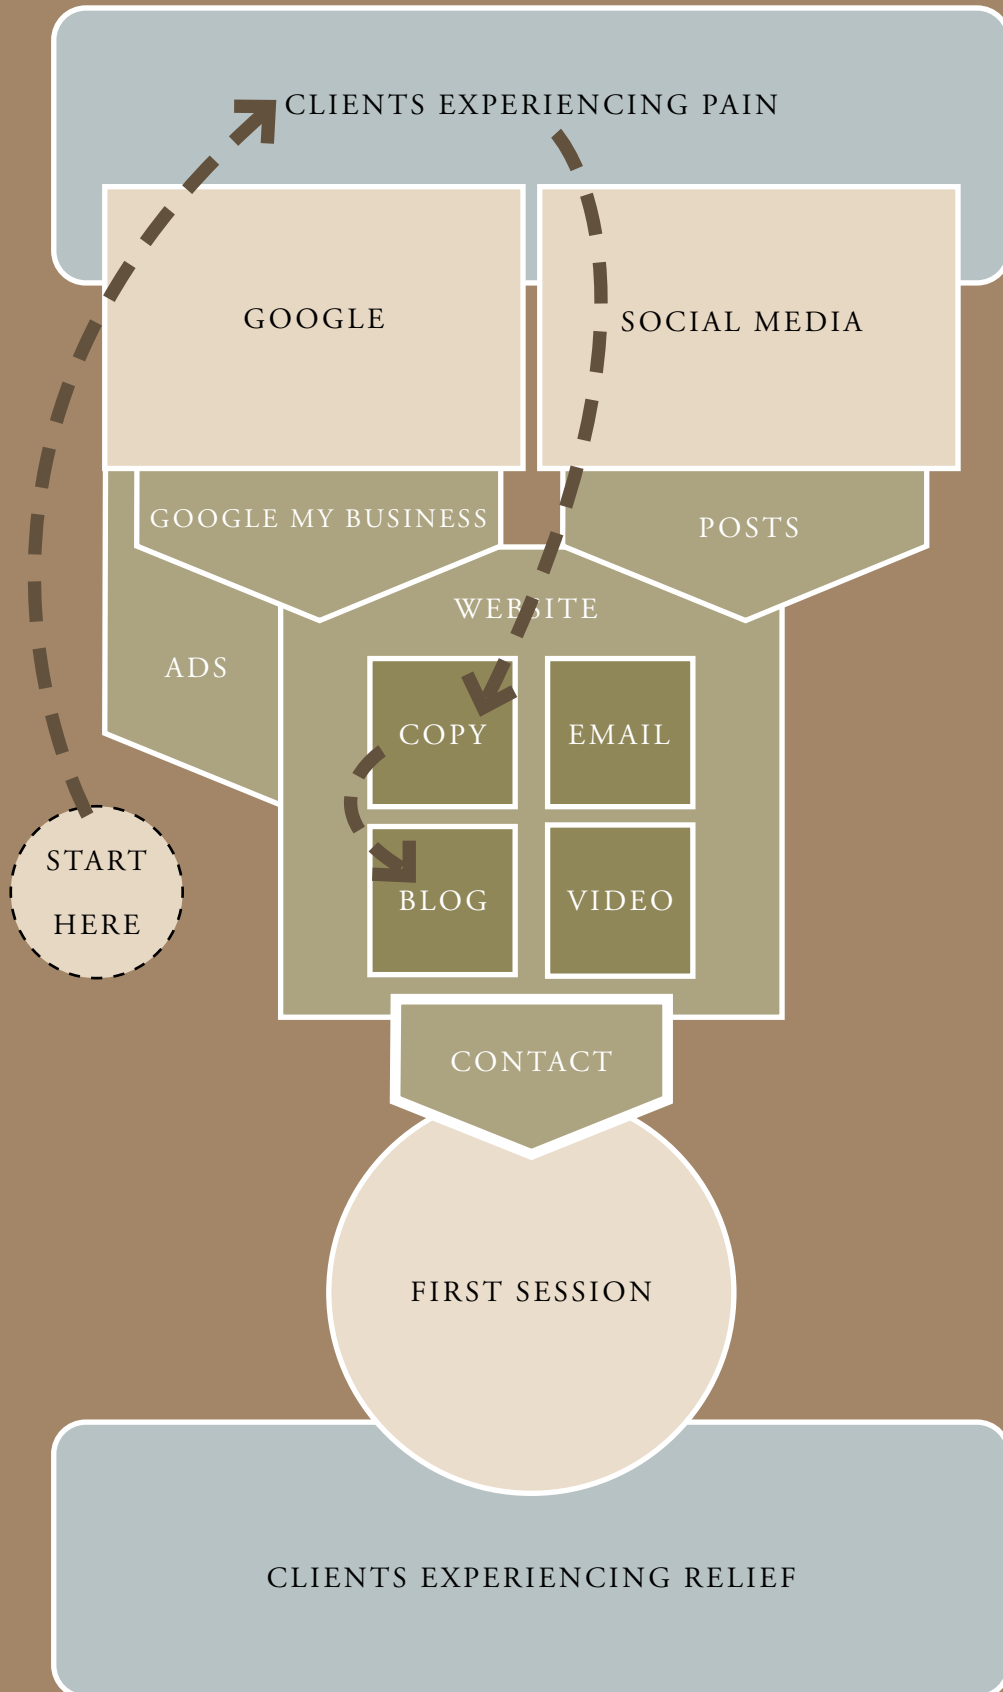 CLIENTS EXPERIENCING PAIN
GOOGLE
SOCIAL MEDIA
GOOGLE MY BUSINESS
POSTS
WEBSITE
ADS
COPY
EMAIL
START
HERE
BLOG
VIDEO
CONTACT
FIRST SESSION
CLIENTS EXPERIENCING RELIEF